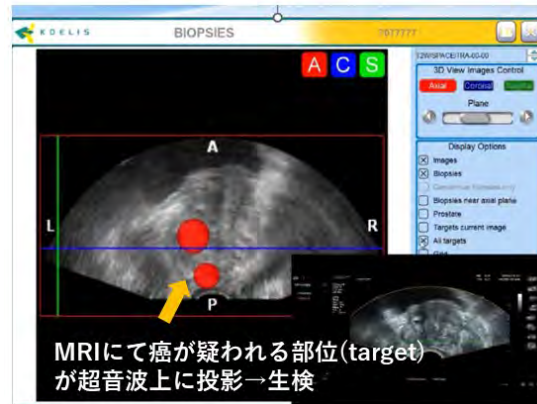 KOELIS
BIOPSIES
7077777
A C S
3D View Images Control
Axial Coronal Sagittal
Plane
Display Options
Images
Biopsies
Biopsies near axial plane
Prostate
Targets current image
All targets
A
L
R
P
MRIにて癌が疑われる部位(target)
が超音波上に投影→生検